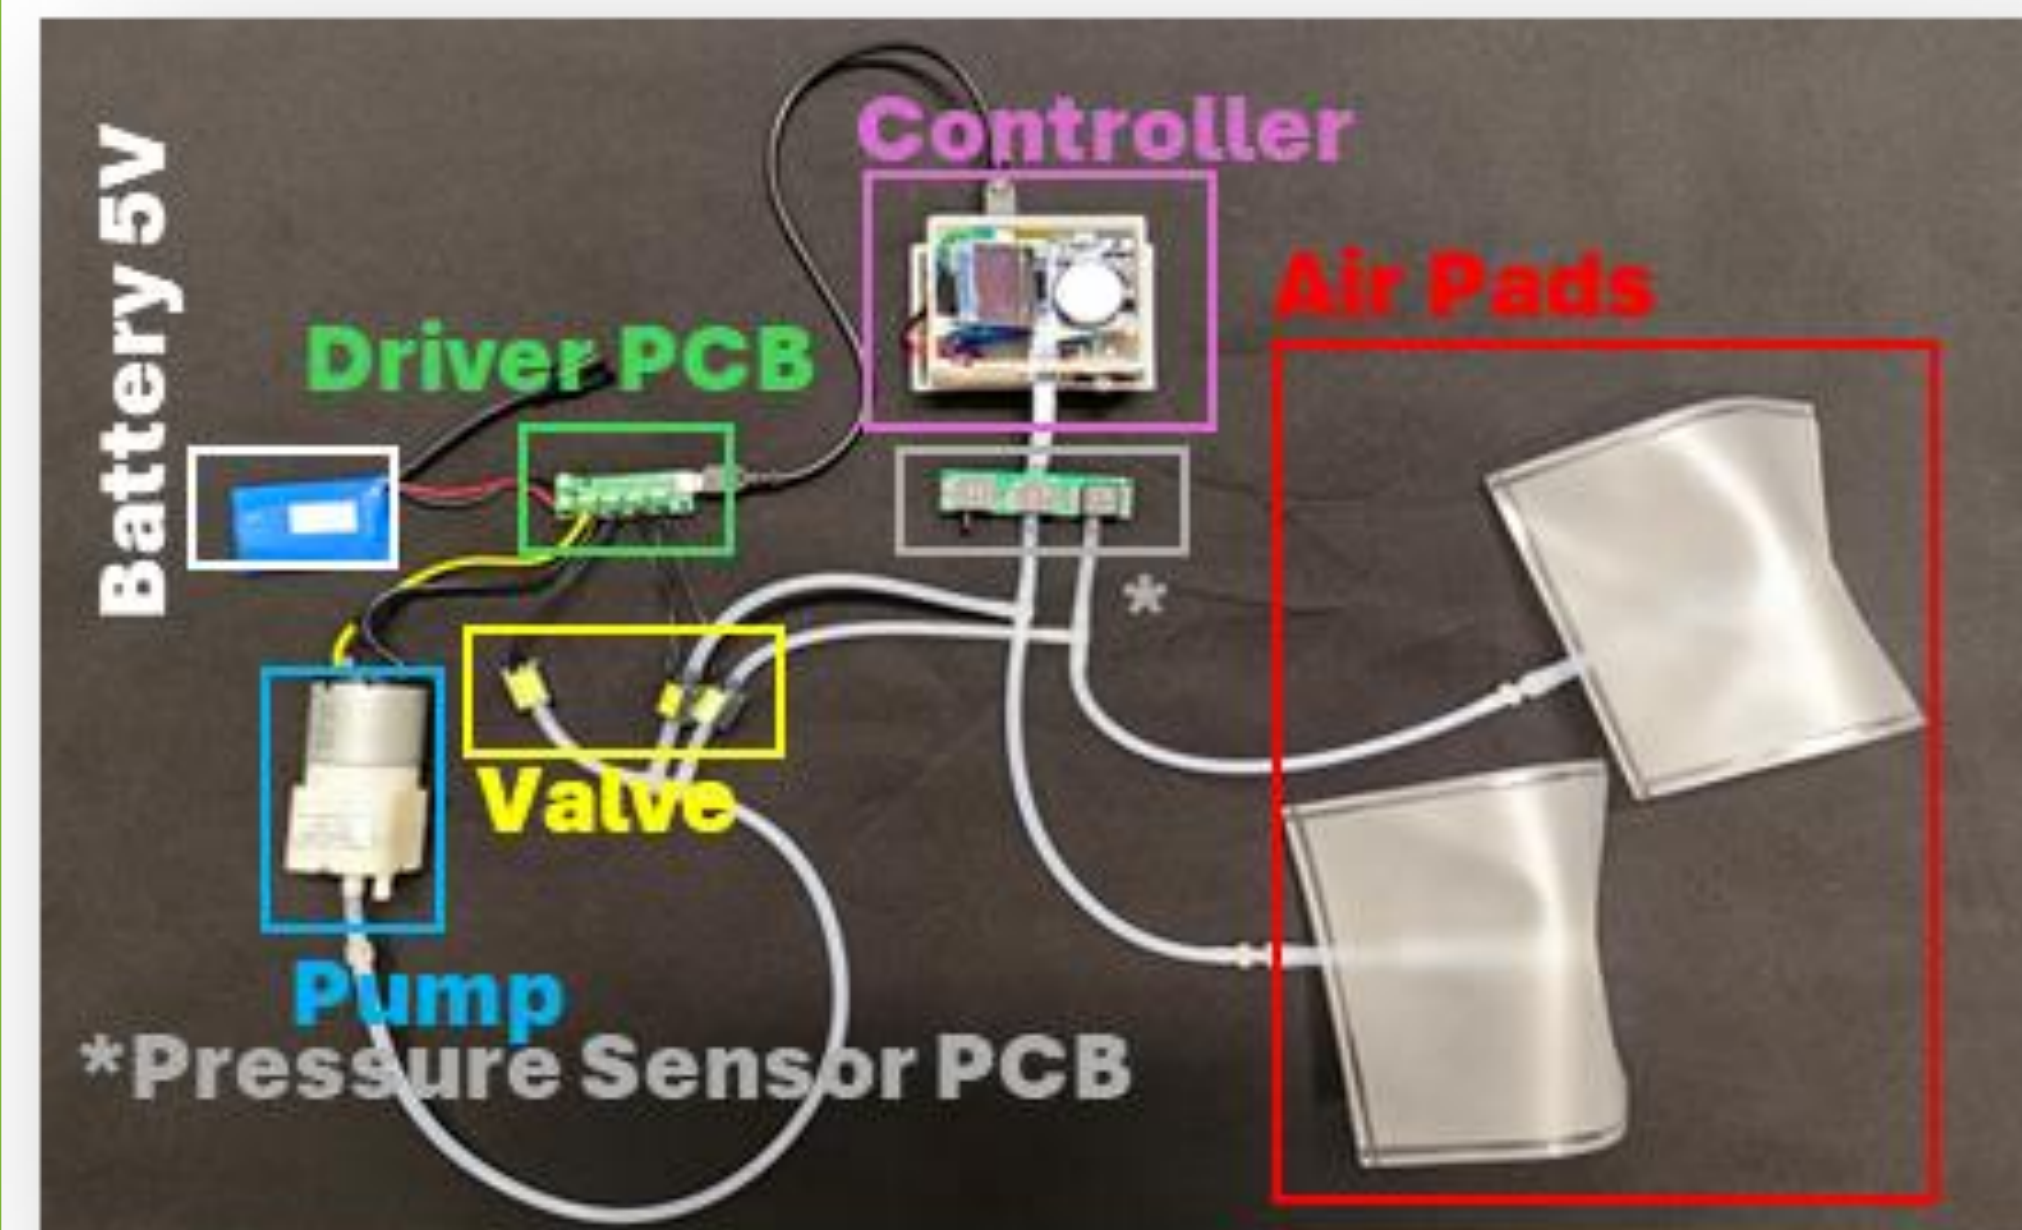 Controller
Battery 5V
Air Pads
Driver PCB
*
Valve
Pump
*Pressure Sensor PCB